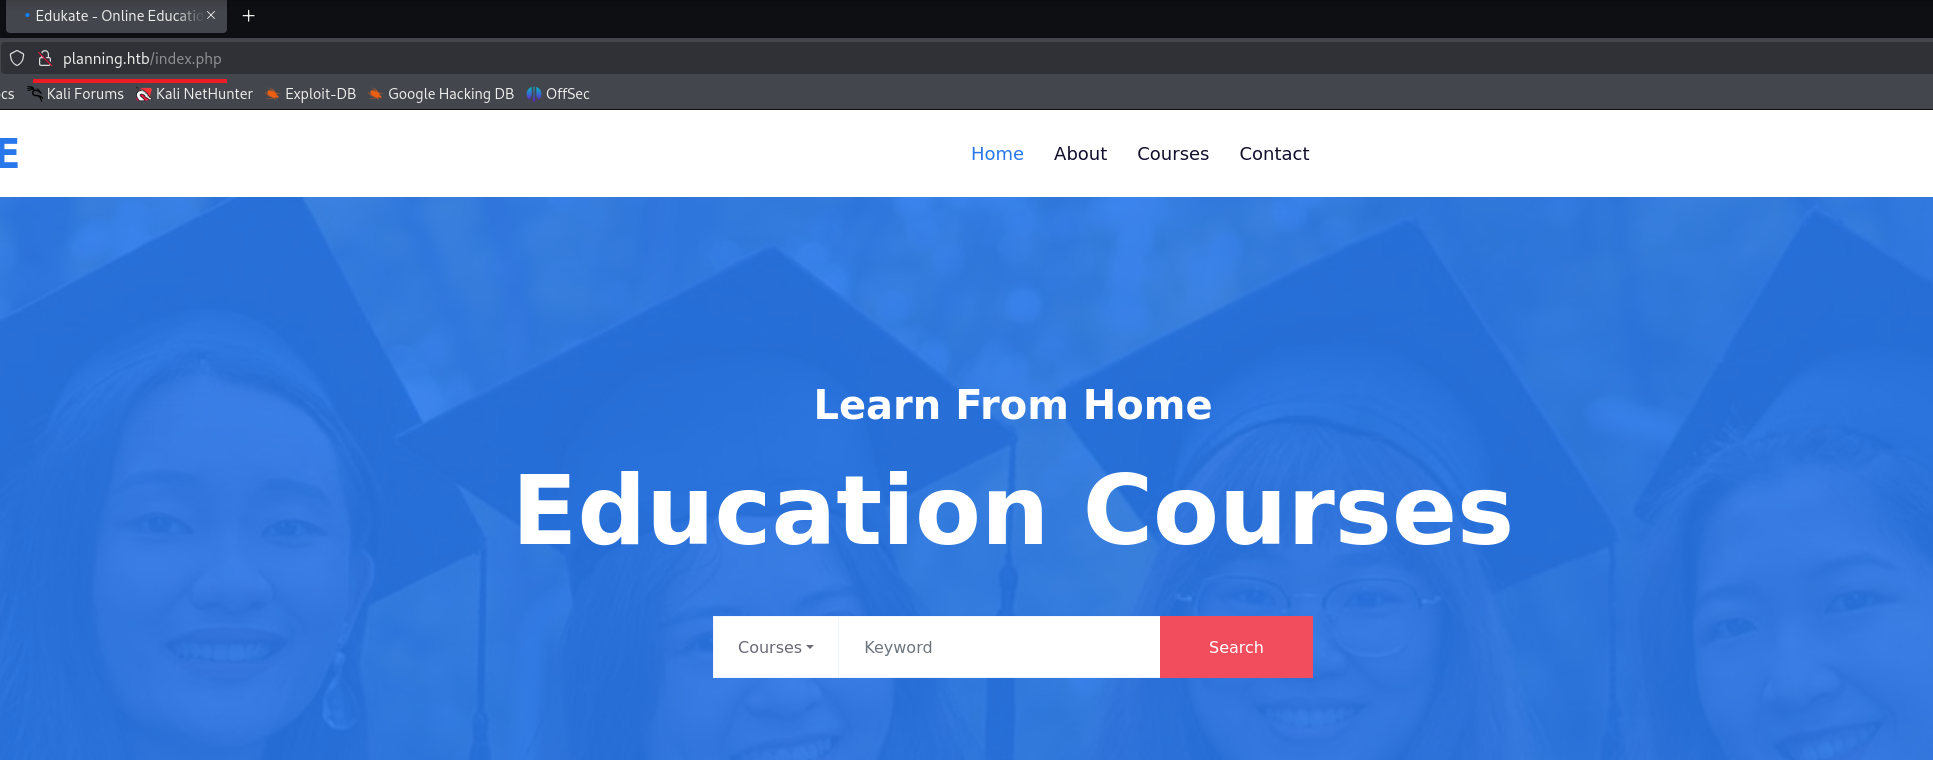 Edukate - Online Educatio
planning.htb/index.php
cs Kali Forums Kali NetHunter Exploit-DB Google Hacking DB OffSec
E Home About Courses Contact
Learn From Home
Education Courses
Courses Keyword Search